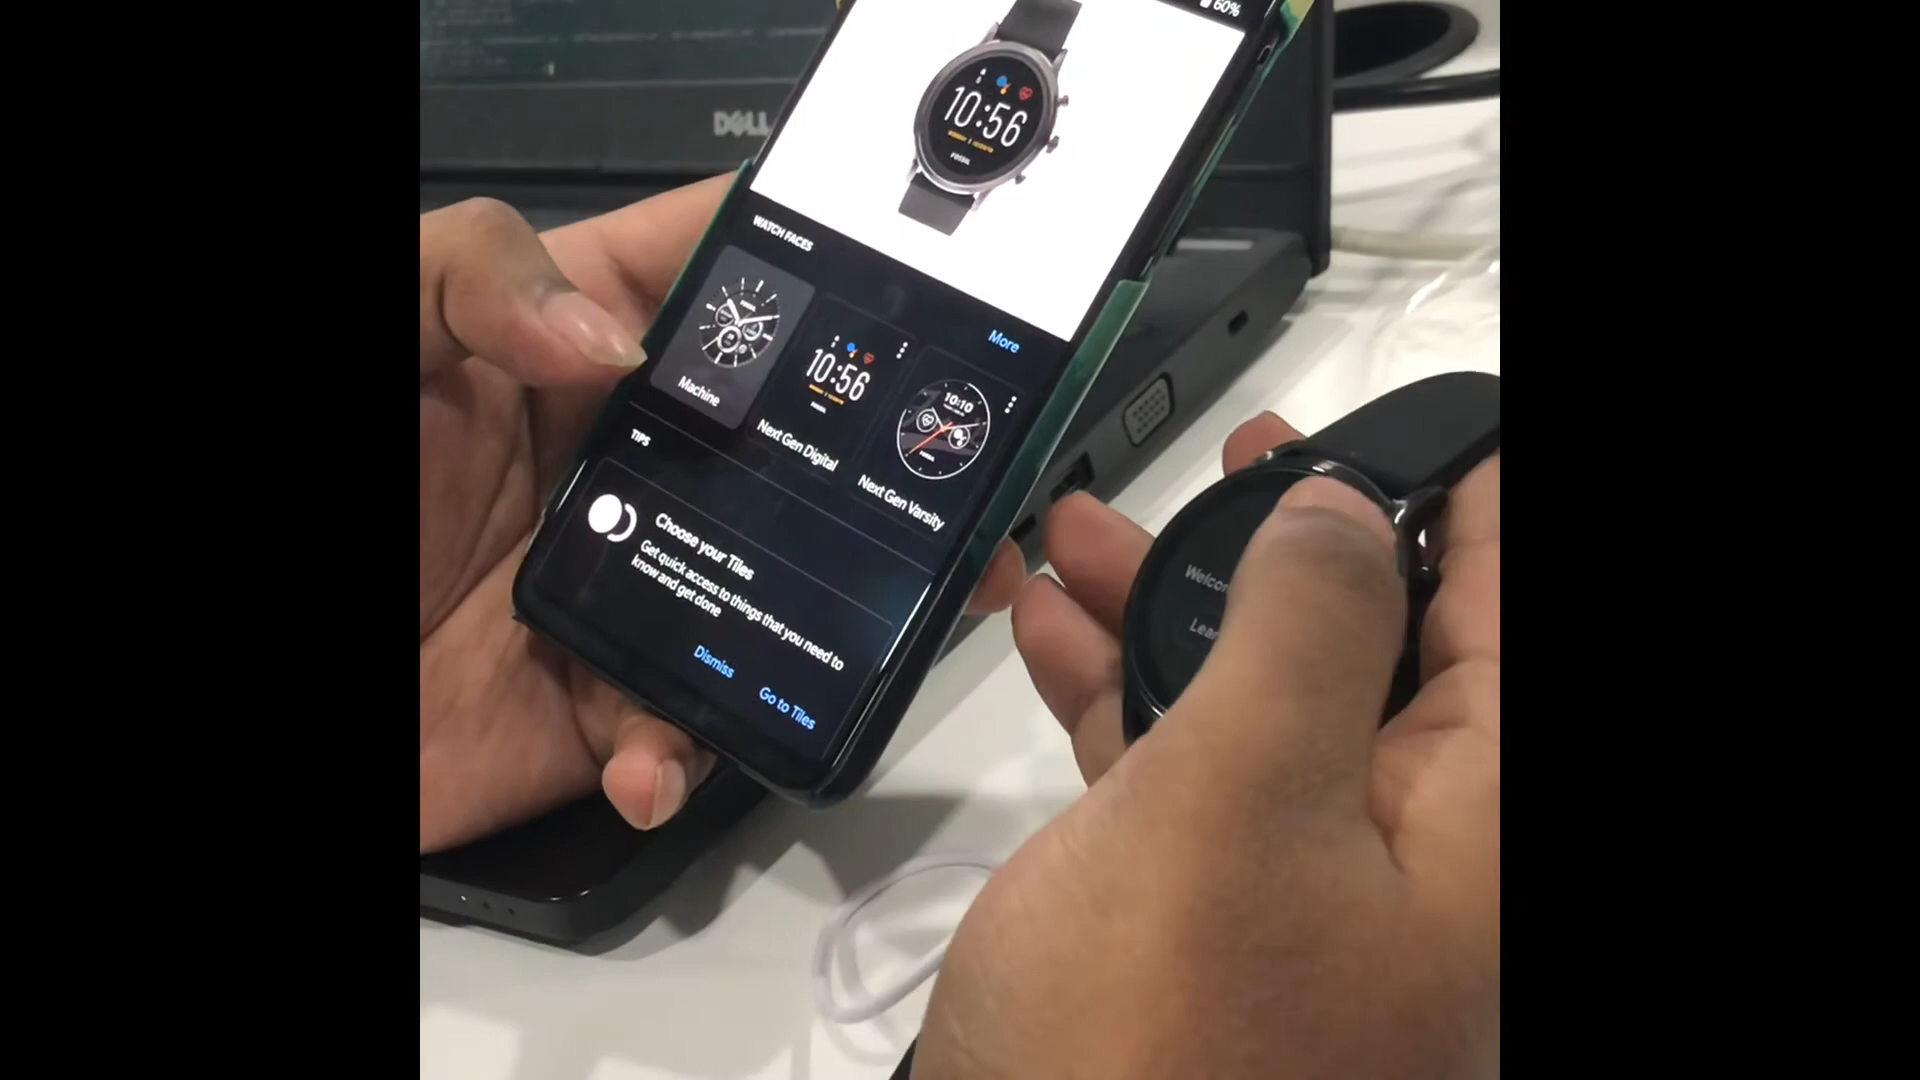 60%
DELL
10:56
FOSSIL
WATCH FACES
More
Machine
10:56
Next Gen Digital
10:10
Next Gen Varsity
TIPS
Choose your Tiles
Get quick access to things that you need to
know and get done
Dismiss
Go to Tiles